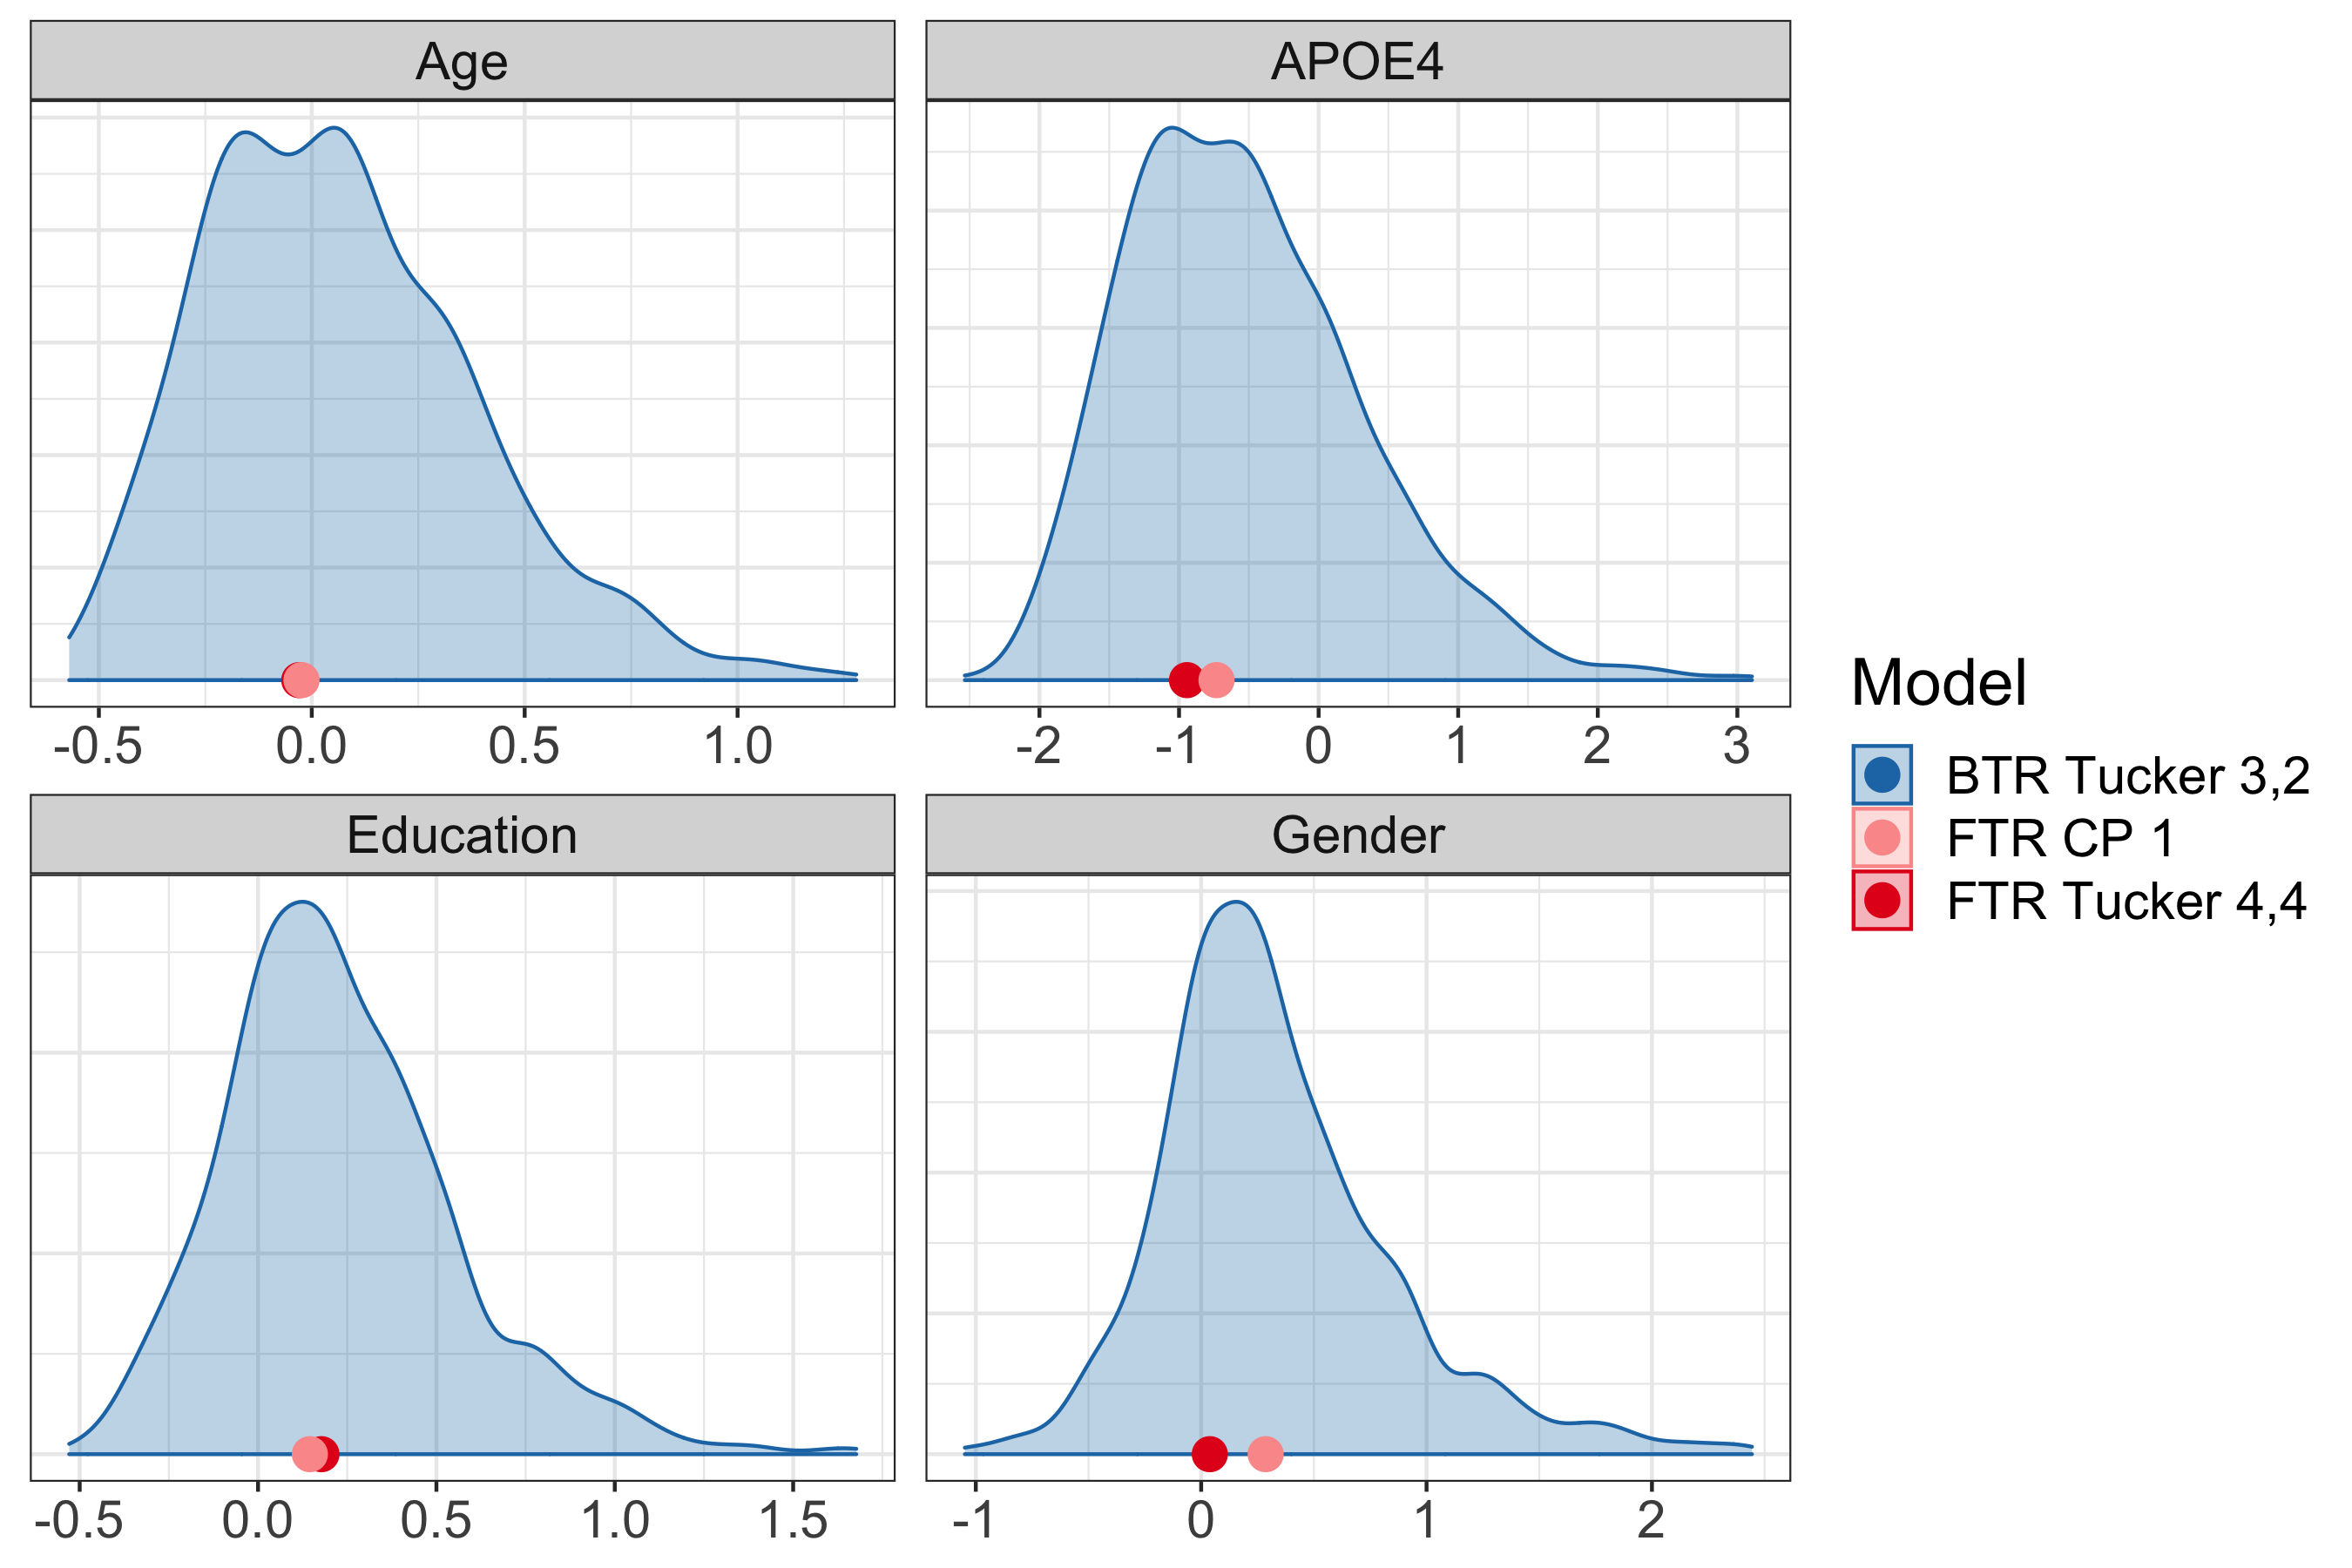 Age
APOE4
-0.5 0.0 0.5 1.0
-2 -1 0 1 2 3
Education
Gender
-0.5 0.0 0.5 1.0 1.5
-1 0 1 2
Model
BTR Tucker 3,2
FTR CP 1
FTR Tucker 4,4